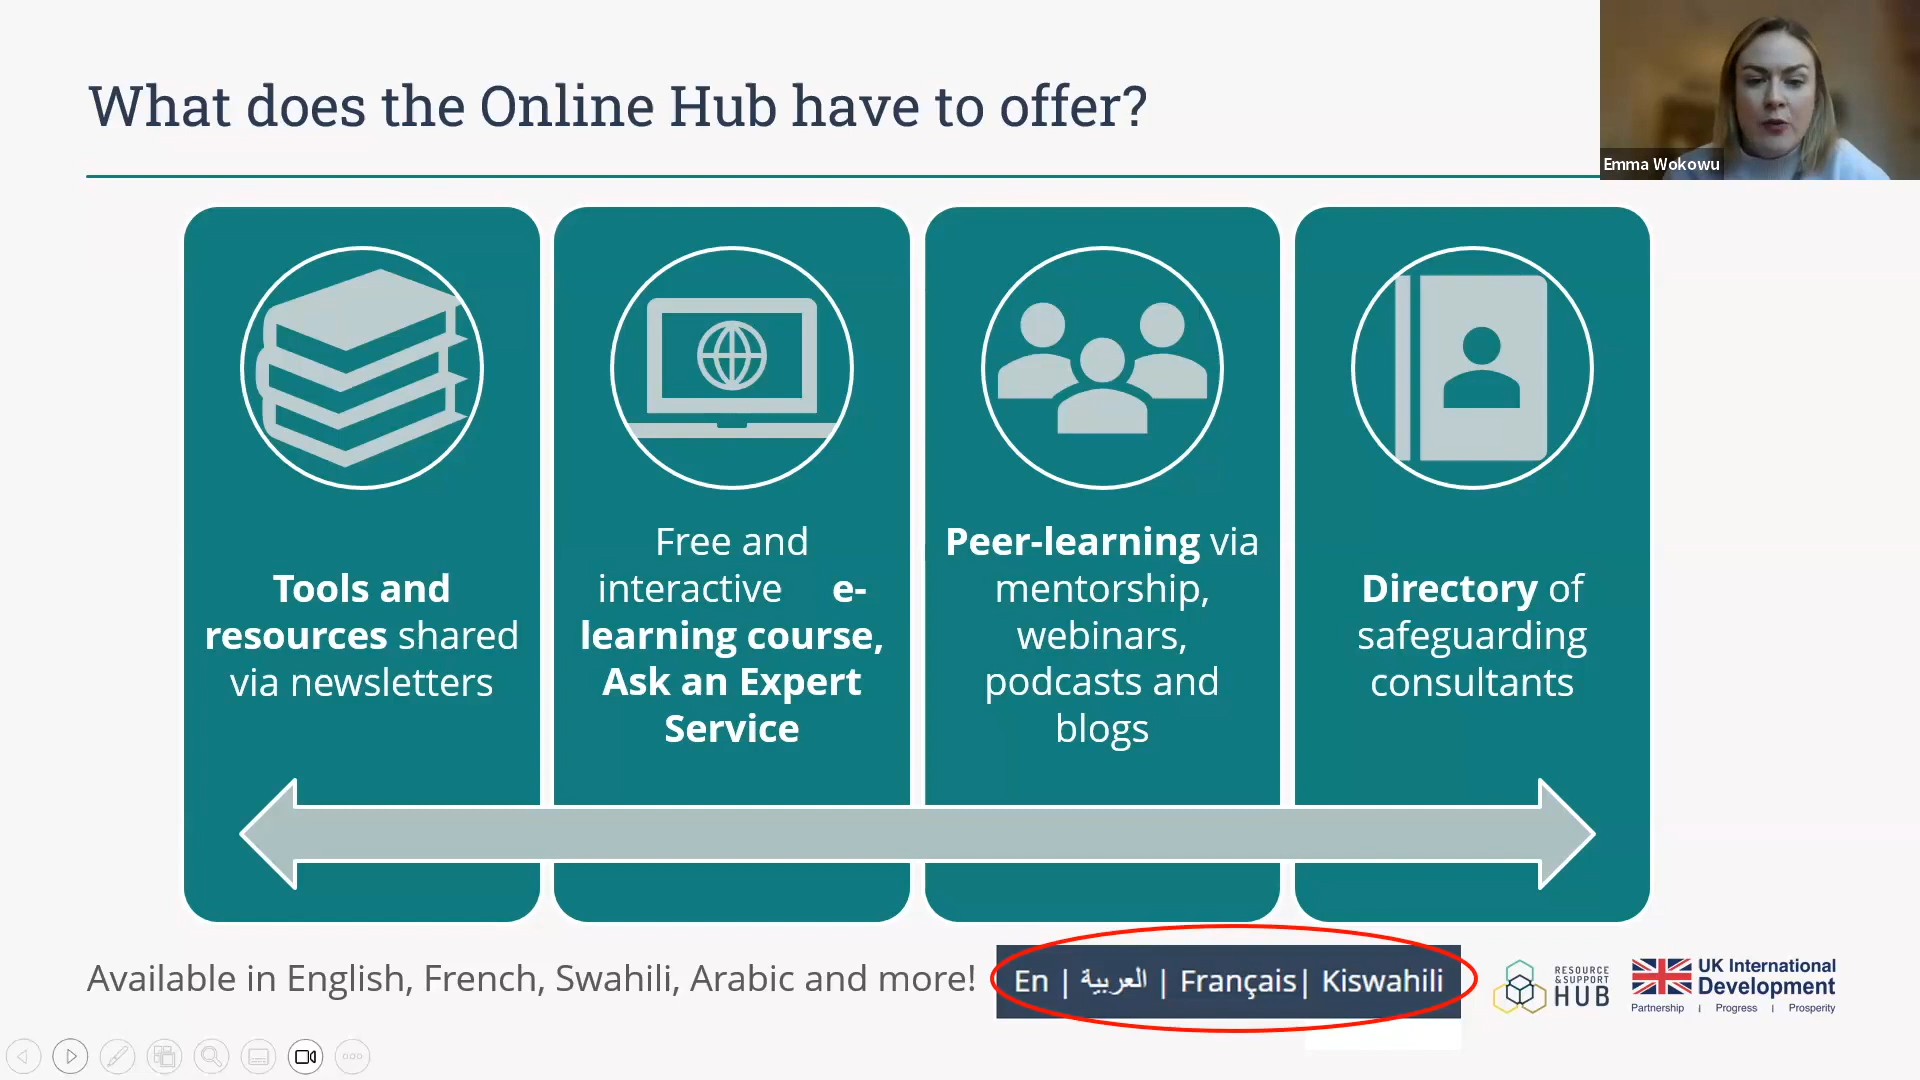 What does the Online Hub have to offer?
Emma Wokowu
Tools and
resources shared
via newsletters
Free and
interactive e-
learning course,
Ask an Expert
Service
Peer-learning via
mentorship,
webinars,
podcasts and
blogs
Directory of
safeguarding
consultants
Available in English, French, Swahili, Arabic and more!
En | العربية | Français| Kiswahili
RESOURCE
& SUPPORT
HUB
UK International
Development
Partnership | Progress | Prosperity